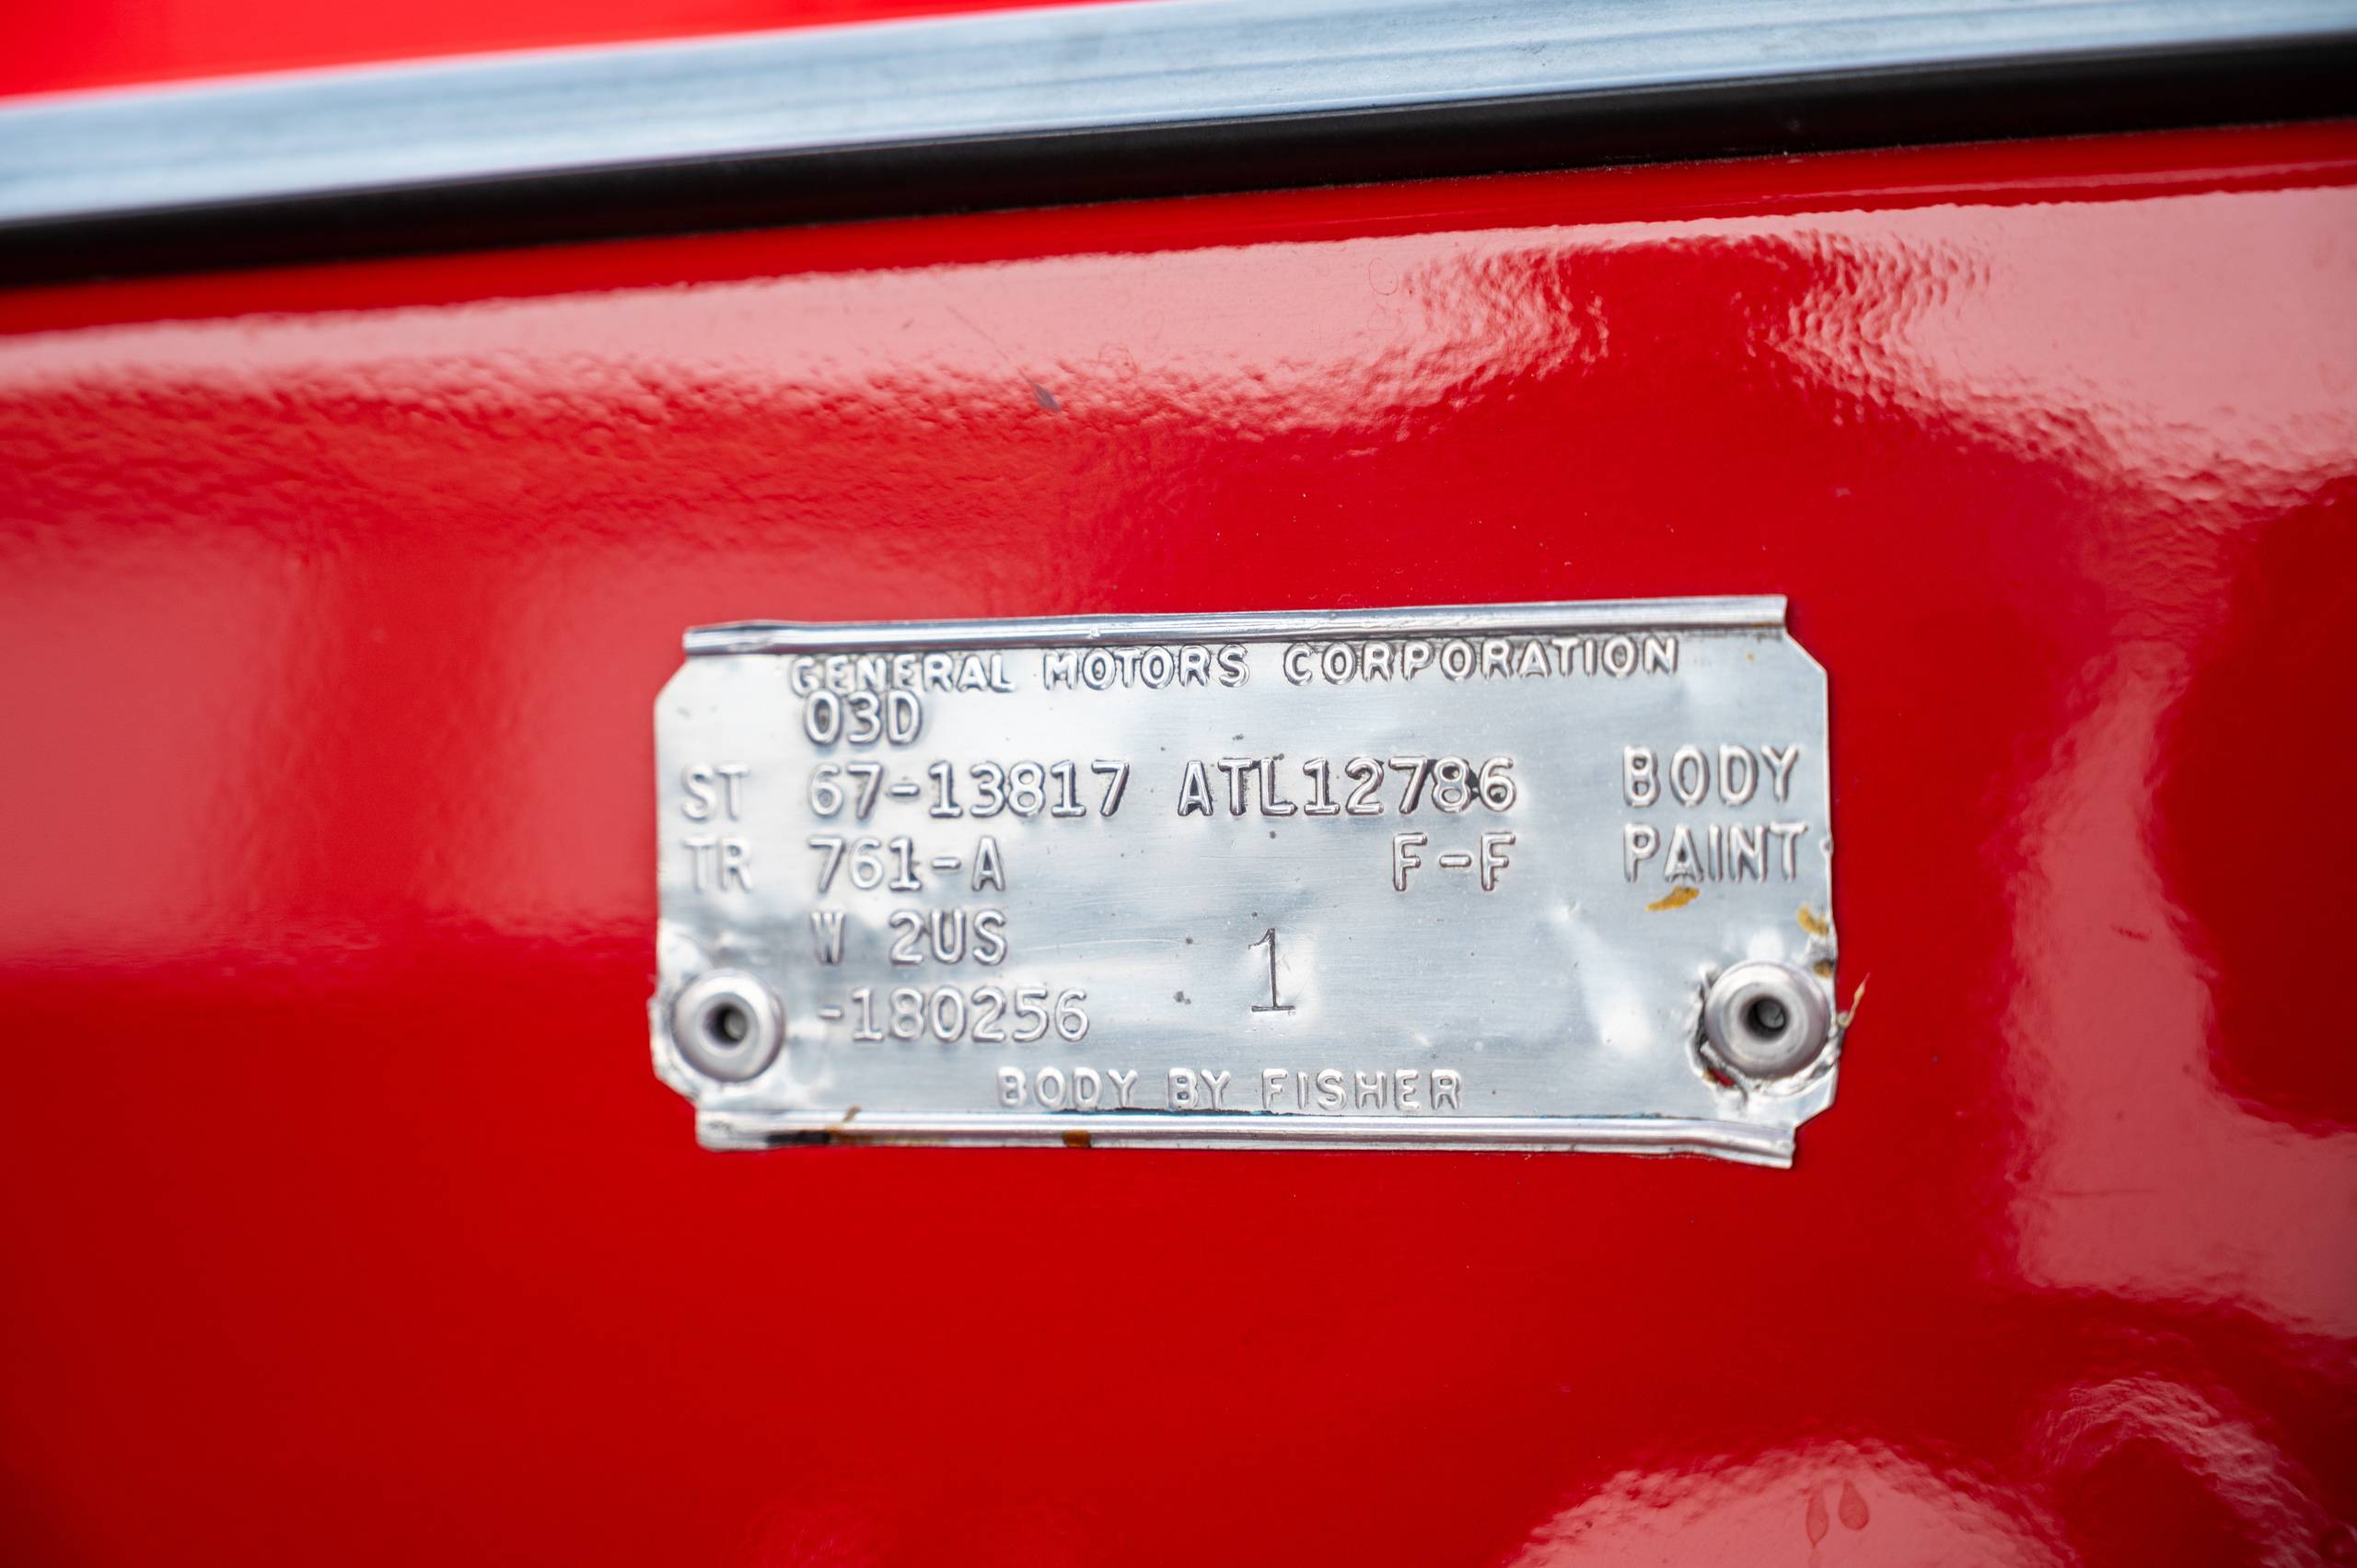 GENERAL MOTORS CORPORATION
03D
ST 67-13817 ATL12786 BODY
TR 761-A F-F PAINT
W 2US
1
-180256
BODY BY FISHER